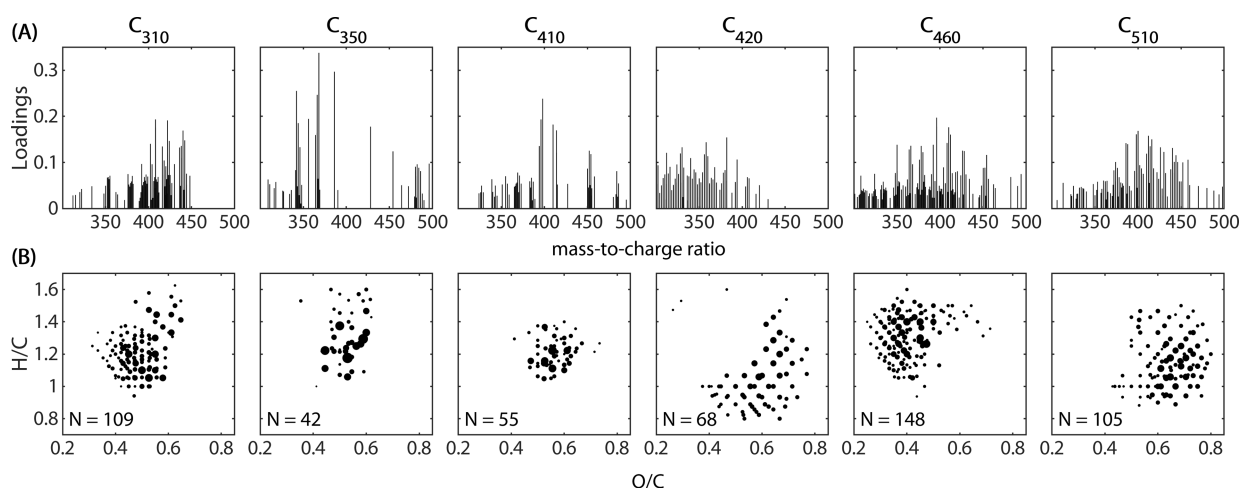 (A)
C310 C350 C410 C420 C460 C510
Loadings
0.3
0.2
0.1
0
350 400 450 500 350 400 450 500 350 400 450 500 350 400 450 500 350 400 450 500 350 400 450 500
mass-to-charge ratio
(B)
H/C
1.6
1.4
1.2
1
0.8
N = 109 N = 42 N = 55 N = 68 N = 148 N = 105
0.2 0.4 0.6 0.8 0.2 0.4 0.6 0.8 0.2 0.4 0.6 0.8 0.2 0.4 0.6 0.8 0.2 0.4 0.6 0.8 0.2 0.4 0.6 0.8
O/C